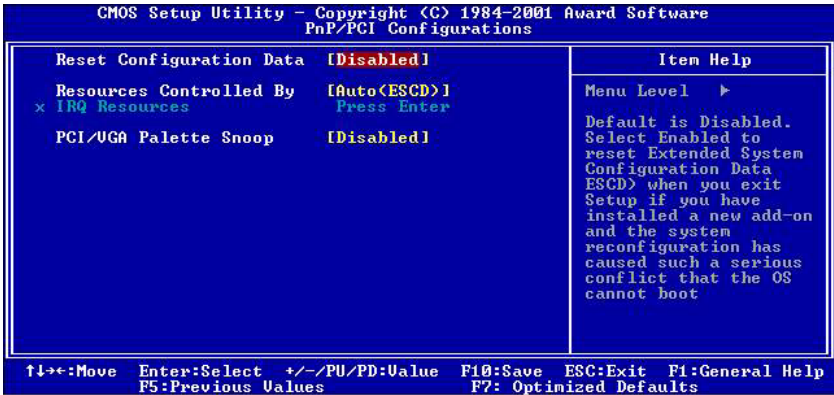 CMOS Setup Utility – Copyright (C) 1984-2001 Award Software
PnP/PCI Configurations
Reset Configuration Data [Disabled]
Resources Controlled By [Auto(ESCD)]
x IRQ Resources Press Enter
PCI/VGA Palette Snoop [Disabled]
Item Help
Menu Level ▶
Default is Disabled.
Select Enabled to
reset Extended System
Configuration Data
ESCD) when you exit
Setup if you have
installed a new add-on
and the system
reconfiguration has
caused such a serious
conflict that the OS
cannot boot
↑↓→←:Move Enter:Select +/-/PU/PD:Value F10:Save ESC:Exit F1:General Help
F5:Previous Values F7: Optimized Defaults